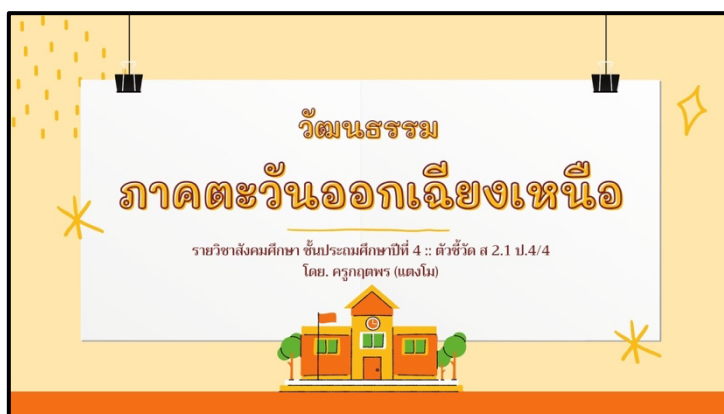 วัฒนธรรม
ภาคตะวันออกเฉียงเหนือ
รายวิชาสังคมศึกษา ชั้นประถมศึกษาปีที่ 4 :: ตัวชี้วัด ส 2.1 ป.4/4
โดย. ครูกฤตพร (แตงโม)